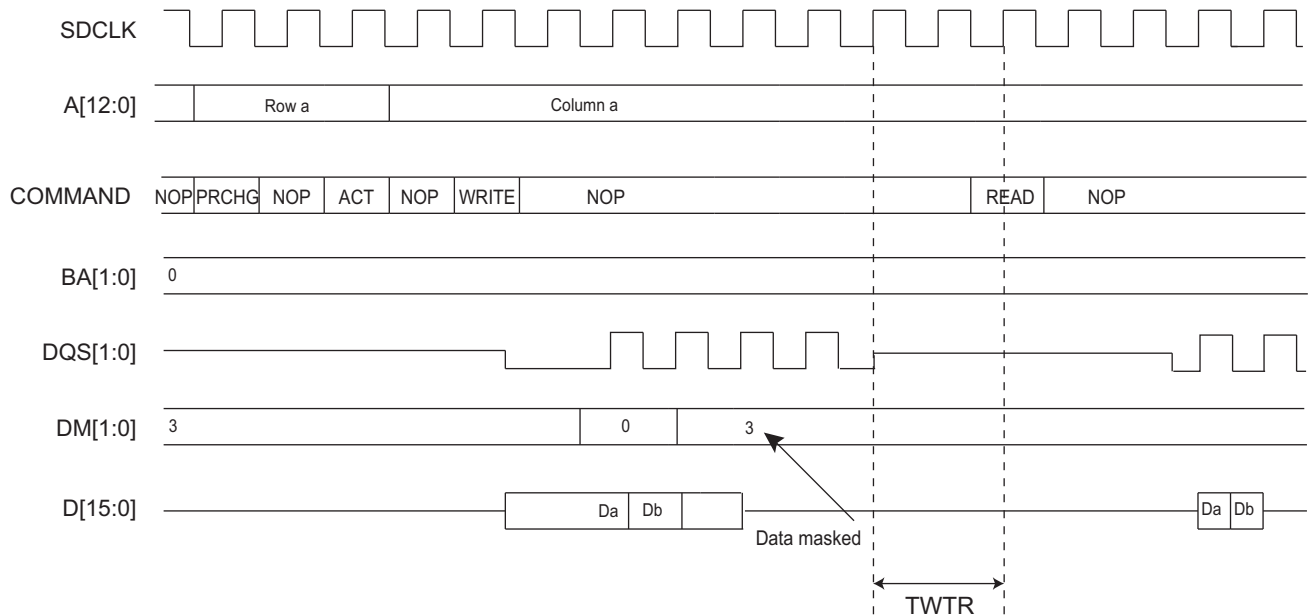 SDCLK
A[12:0] Row a Column a
COMMAND NOP PRCHG NOP ACT NOP WRITE NOP READ NOP
BA[1:0] 0
DQS[1:0]
DM[1:0] 3 0 3
D[15:0] Da Db Da Db
Data masked
TWTR